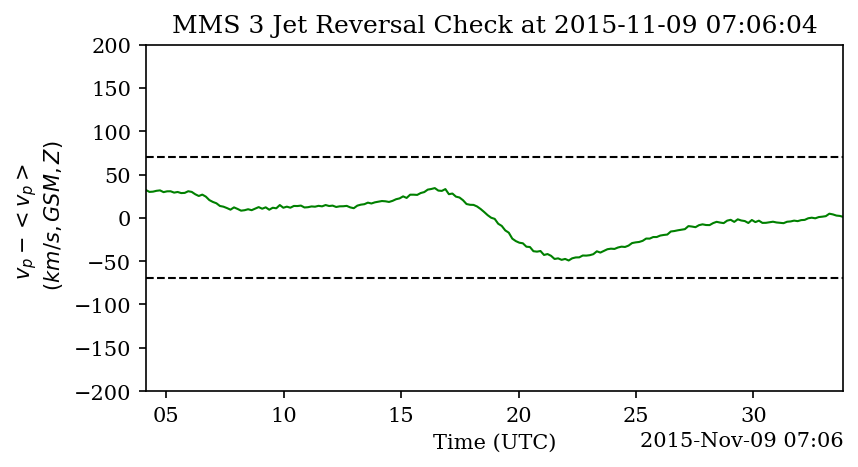 MMS 3 Jet Reversal Check at 2015-11-09 07:06:04
200
150
100
50
0
−50
−100
−150
−200
v_p − < v_p >
(km/s, GSM, Z)
05 10 15 20 25 30
Time (UTC)
2015-Nov-09 07:06